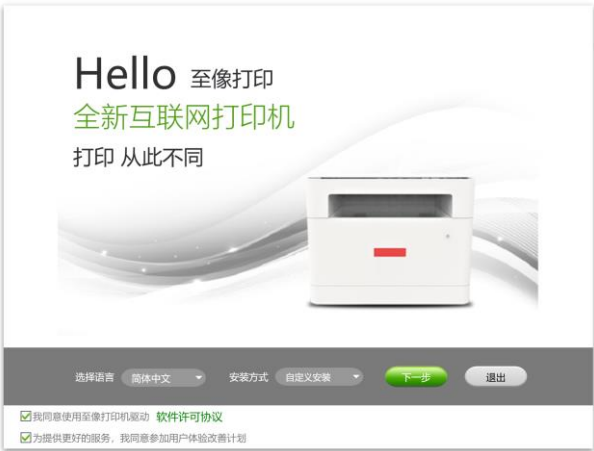 Hello 至像打印
全新互联网打印机
打印 从此不同
选择语言 简体中文 安装方式 自定义安装 下一步 退出
我同意使用至像打印机驱动 软件许可协议
为提供更好的服务，我同意参加用户体验改善计划